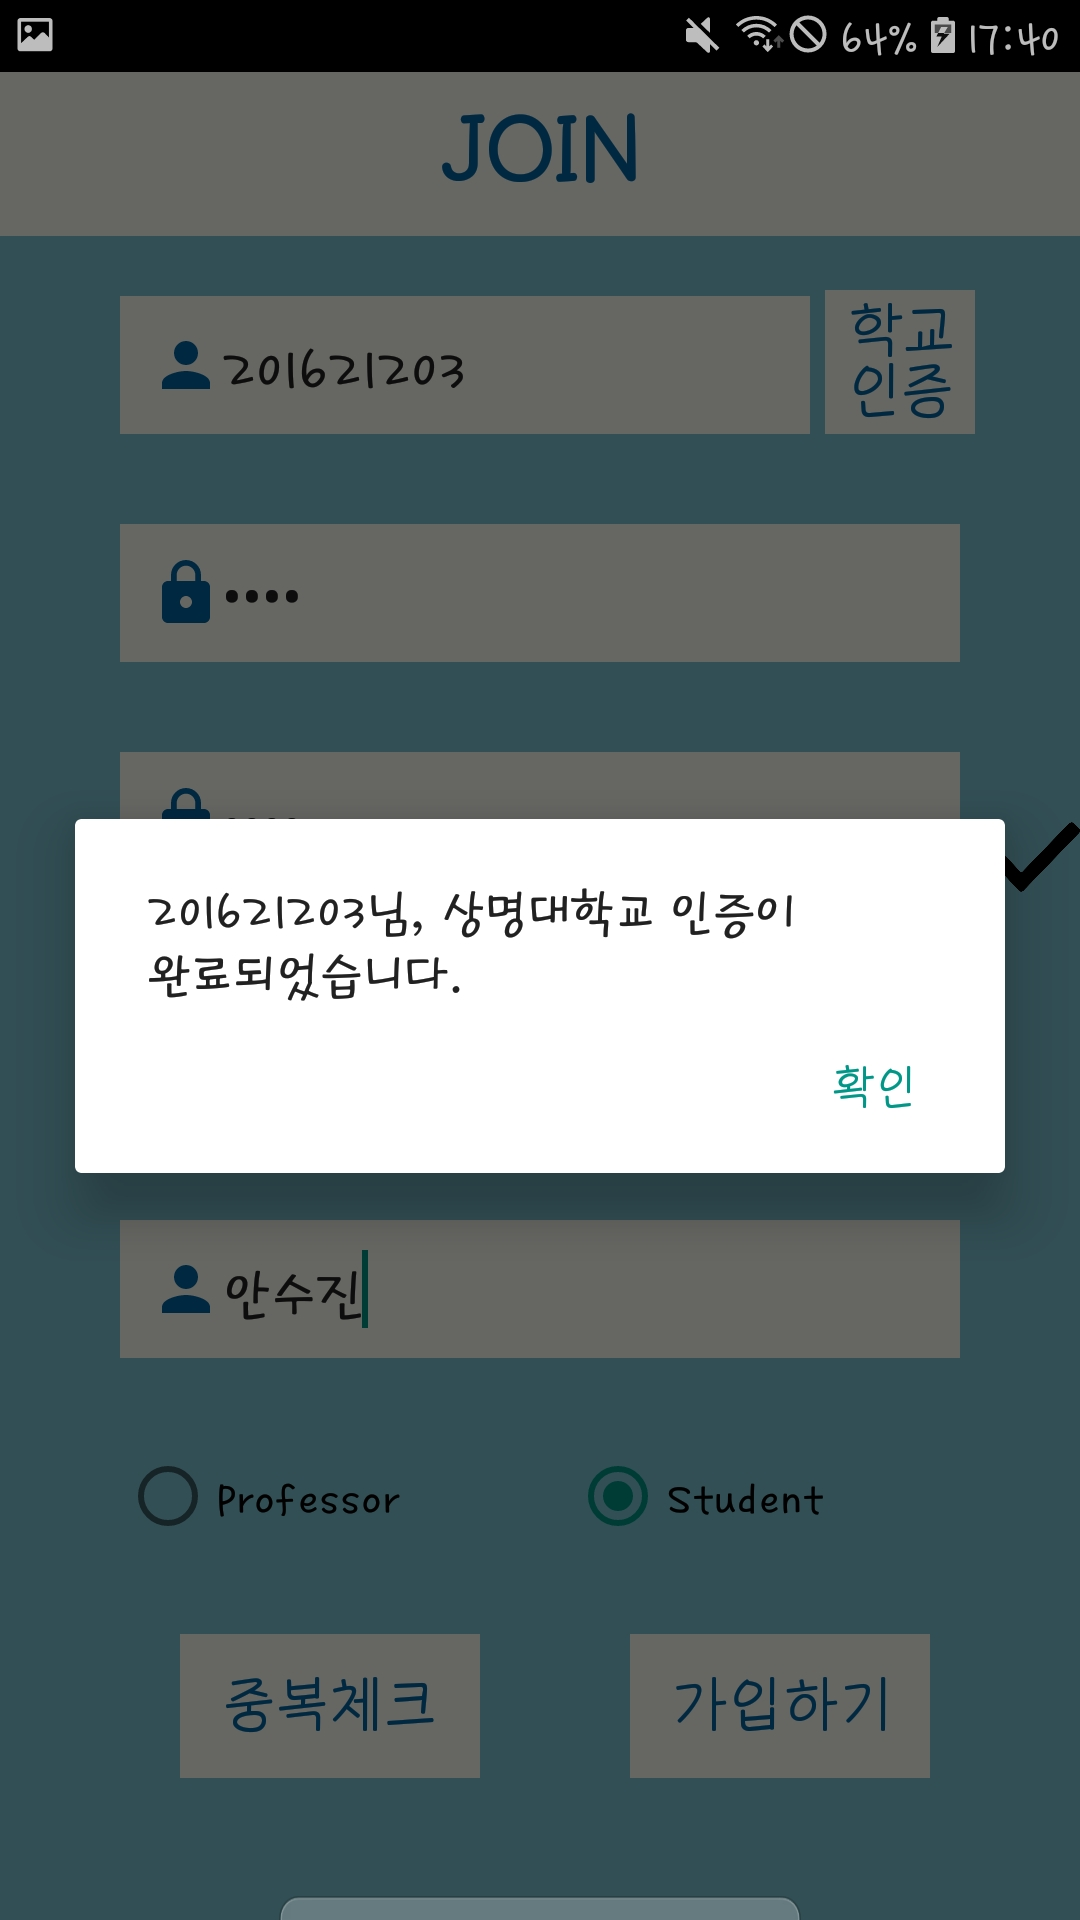 64% 17:40
JOIN
201621203
학교
인증
••••
201621203님, 상명대학교 인증이
완료되었습니다.
확인
안수진
Professor
Student
중복체크
가입하기